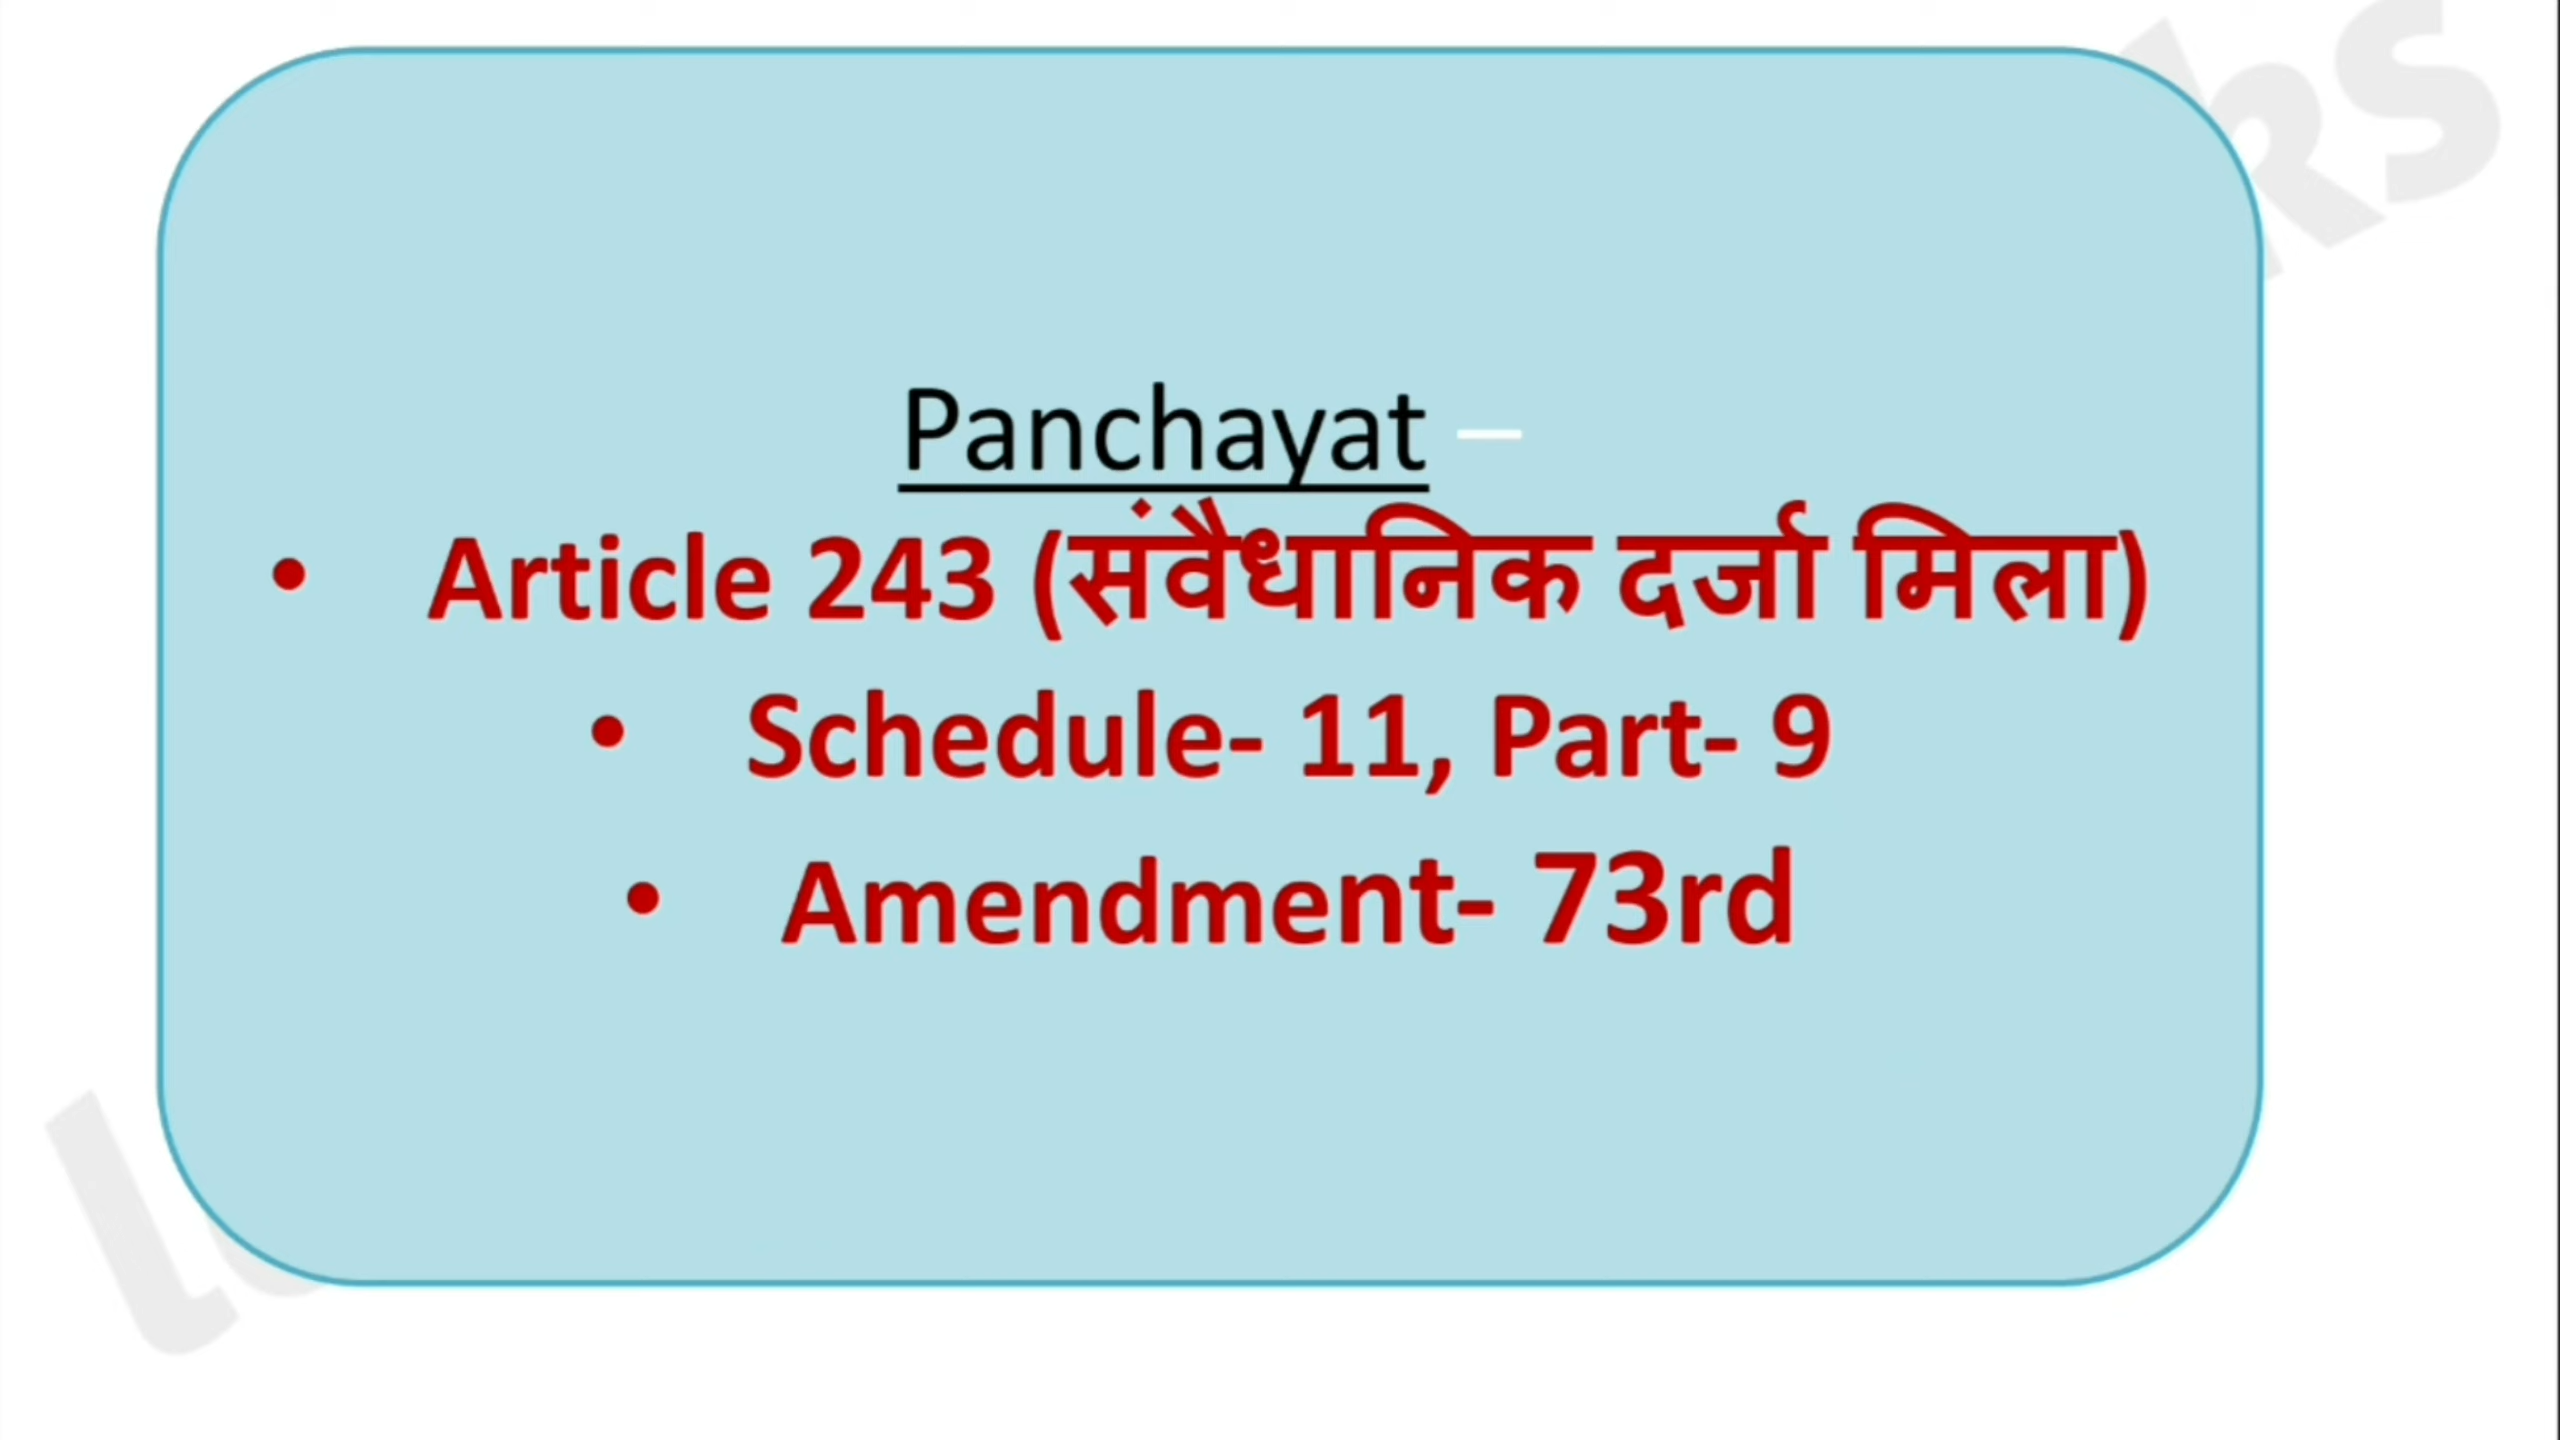 Panchayat –
• Article 243 (संवैधानिक दर्जा मिला)
• Schedule- 11, Part- 9
• Amendment- 73rd